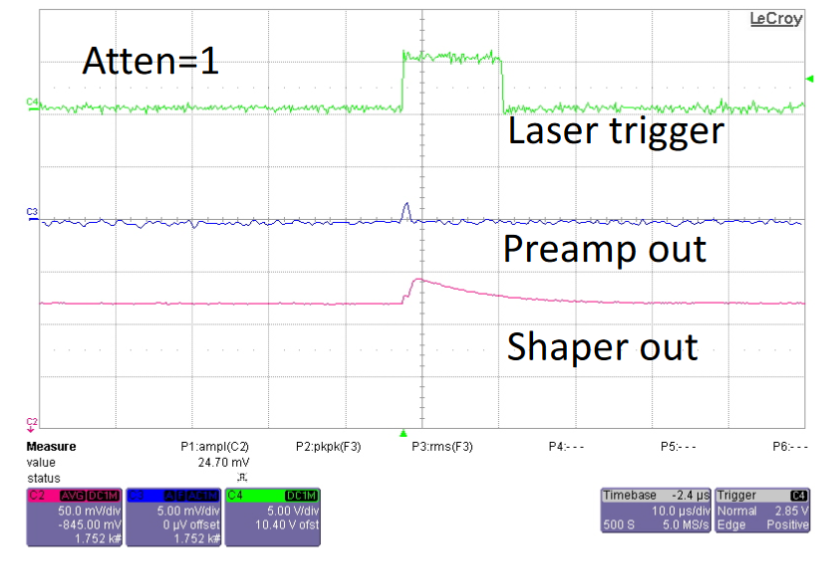 LeCroy
Atten=1
C4
Laser trigger
C3
Preamp out
Shaper out
C2
Measure P1:ampl(C2) P2:pkpk(F3) P3:rms(F3) P4:- - - P5:- - - P6:- - -
value 24.70 mV
status
C2 AVG DC1M C4 DC1M Timebase -2.4 µs Trigger C4
50.0 mV/div 5.00 mV/div 5.00 V/div 10.0 µs/div Normal 2.85 V
-845.00 mV 0 µV offset 10.40 V ofst 500 S 5.0 MS/s Edge Positive
1.752 k# 1.752 k#